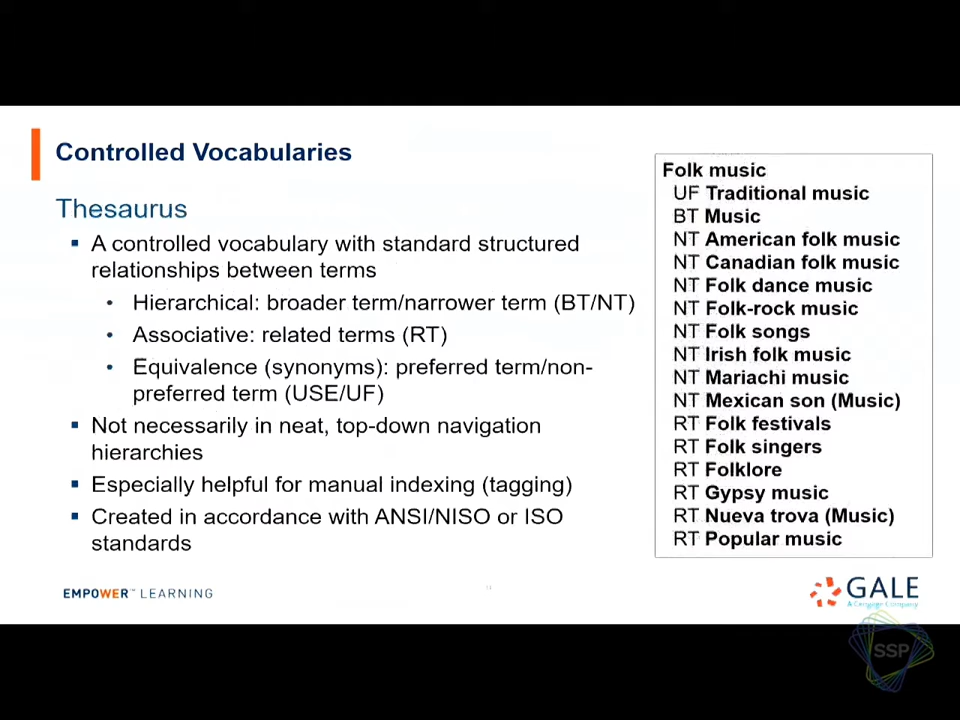 Controlled Vocabularies
Thesaurus
▪ A controlled vocabulary with standard structured
relationships between terms
• Hierarchical: broader term/narrower term (BT/NT)
• Associative: related terms (RT)
• Equivalence (synonyms): preferred term/non-
preferred term (USE/UF)
▪ Not necessarily in neat, top-down navigation
hierarchies
▪ Especially helpful for manual indexing (tagging)
▪ Created in accordance with ANSI/NISO or ISO
standards
Folk music
UF Traditional music
BT Music
NT American folk music
NT Canadian folk music
NT Folk dance music
NT Folk-rock music
NT Folk songs
NT Irish folk music
NT Mariachi music
NT Mexican son (Music)
RT Folk festivals
RT Folk singers
RT Folklore
RT Gypsy music
RT Nueva trova (Music)
RT Popular music
EMPOWER™ LEARNING
GALE
A Cengage Company
SSP